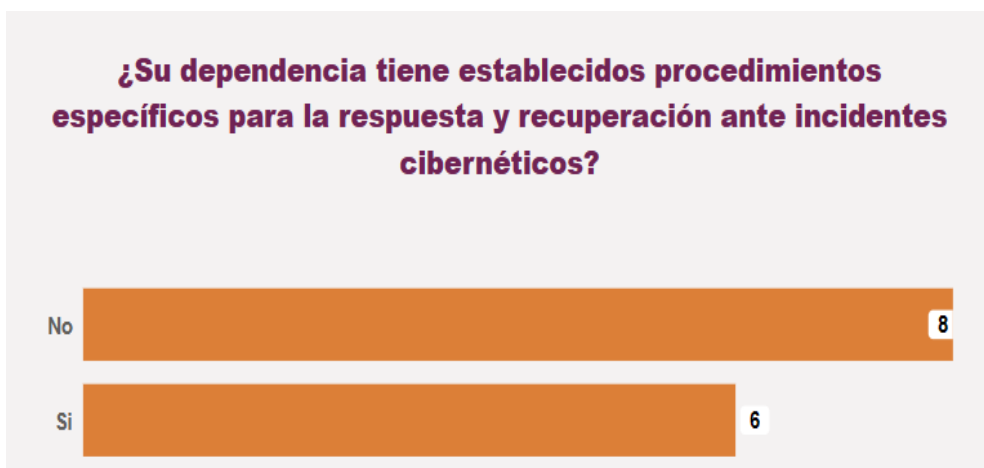 ¿Su dependencia tiene establecidos procedimientos
específicos para la respuesta y recuperación ante incidentes
cibernéticos?
No 8
Si 6